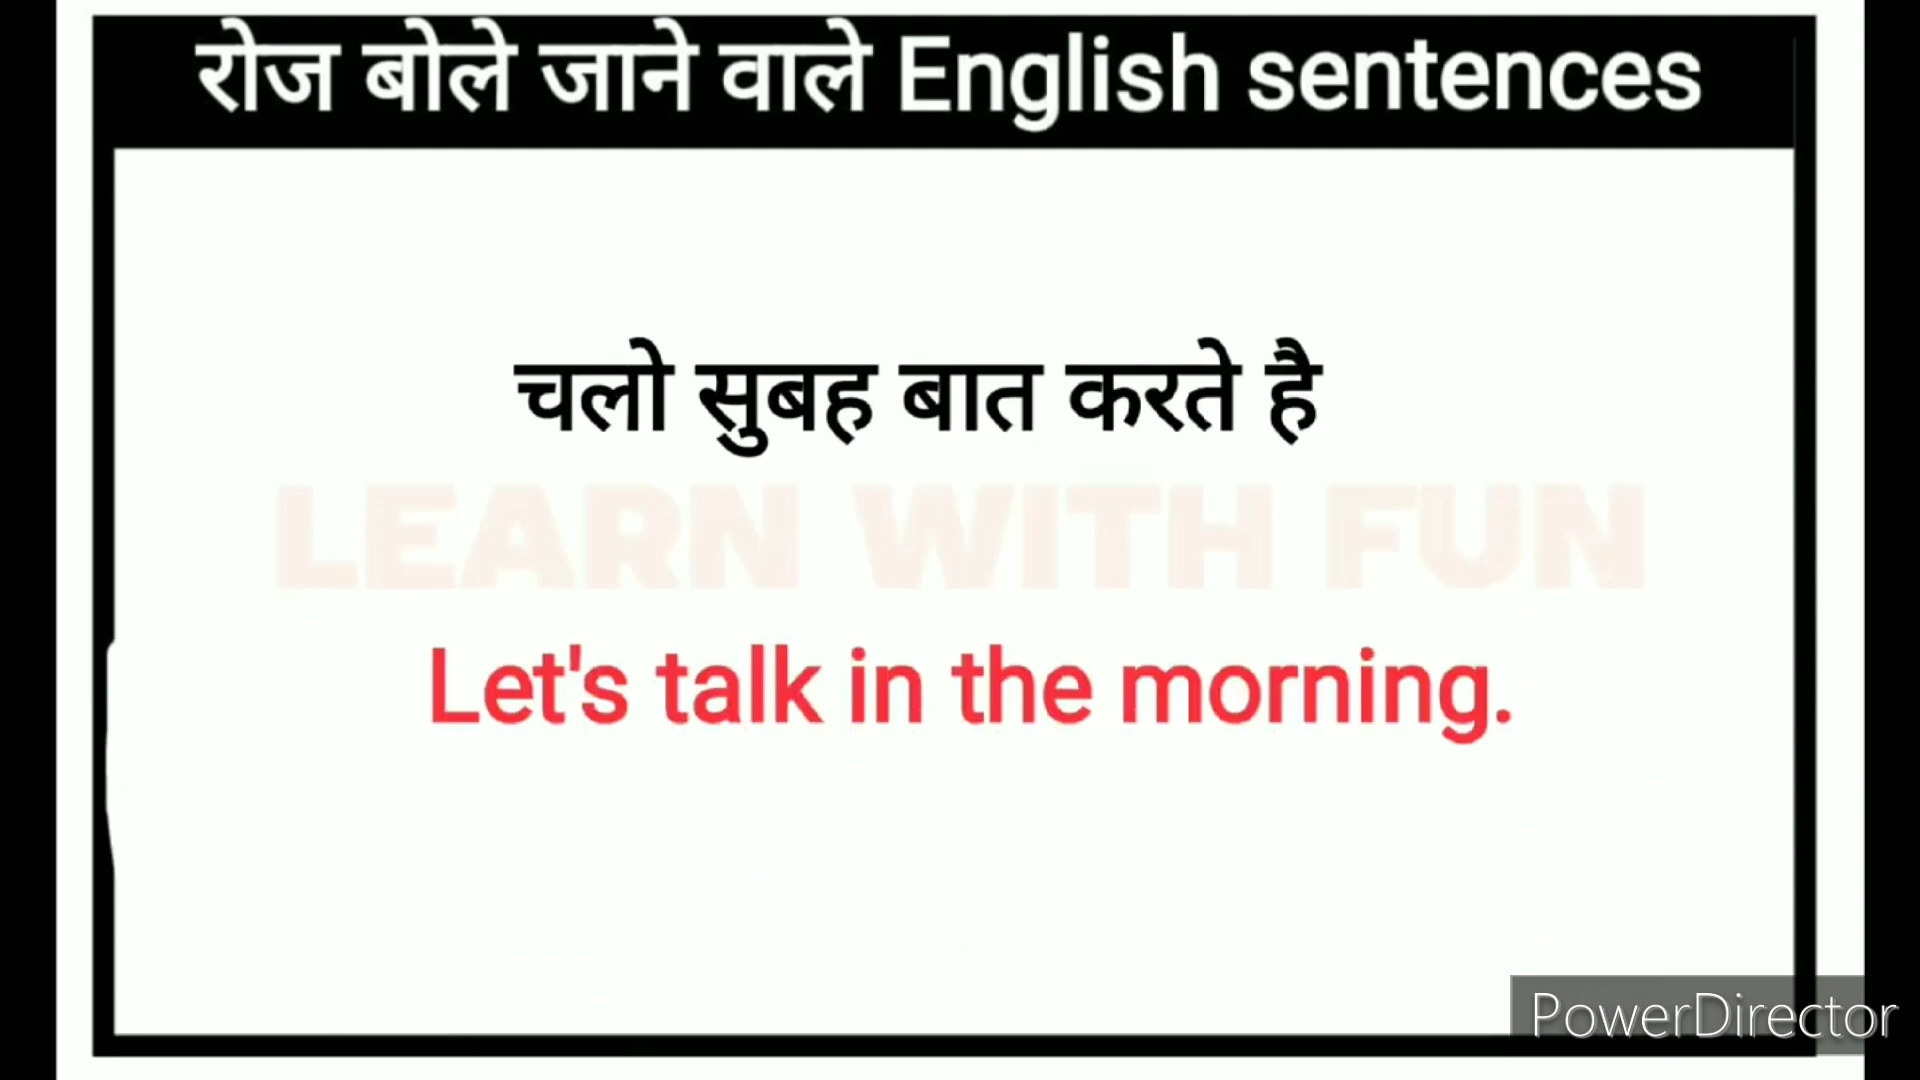 रोज बोले जाने वाले English sentences
चलो सुबह बात करते है
LEARN WITH FUN
Let's talk in the morning.
PowerDirector